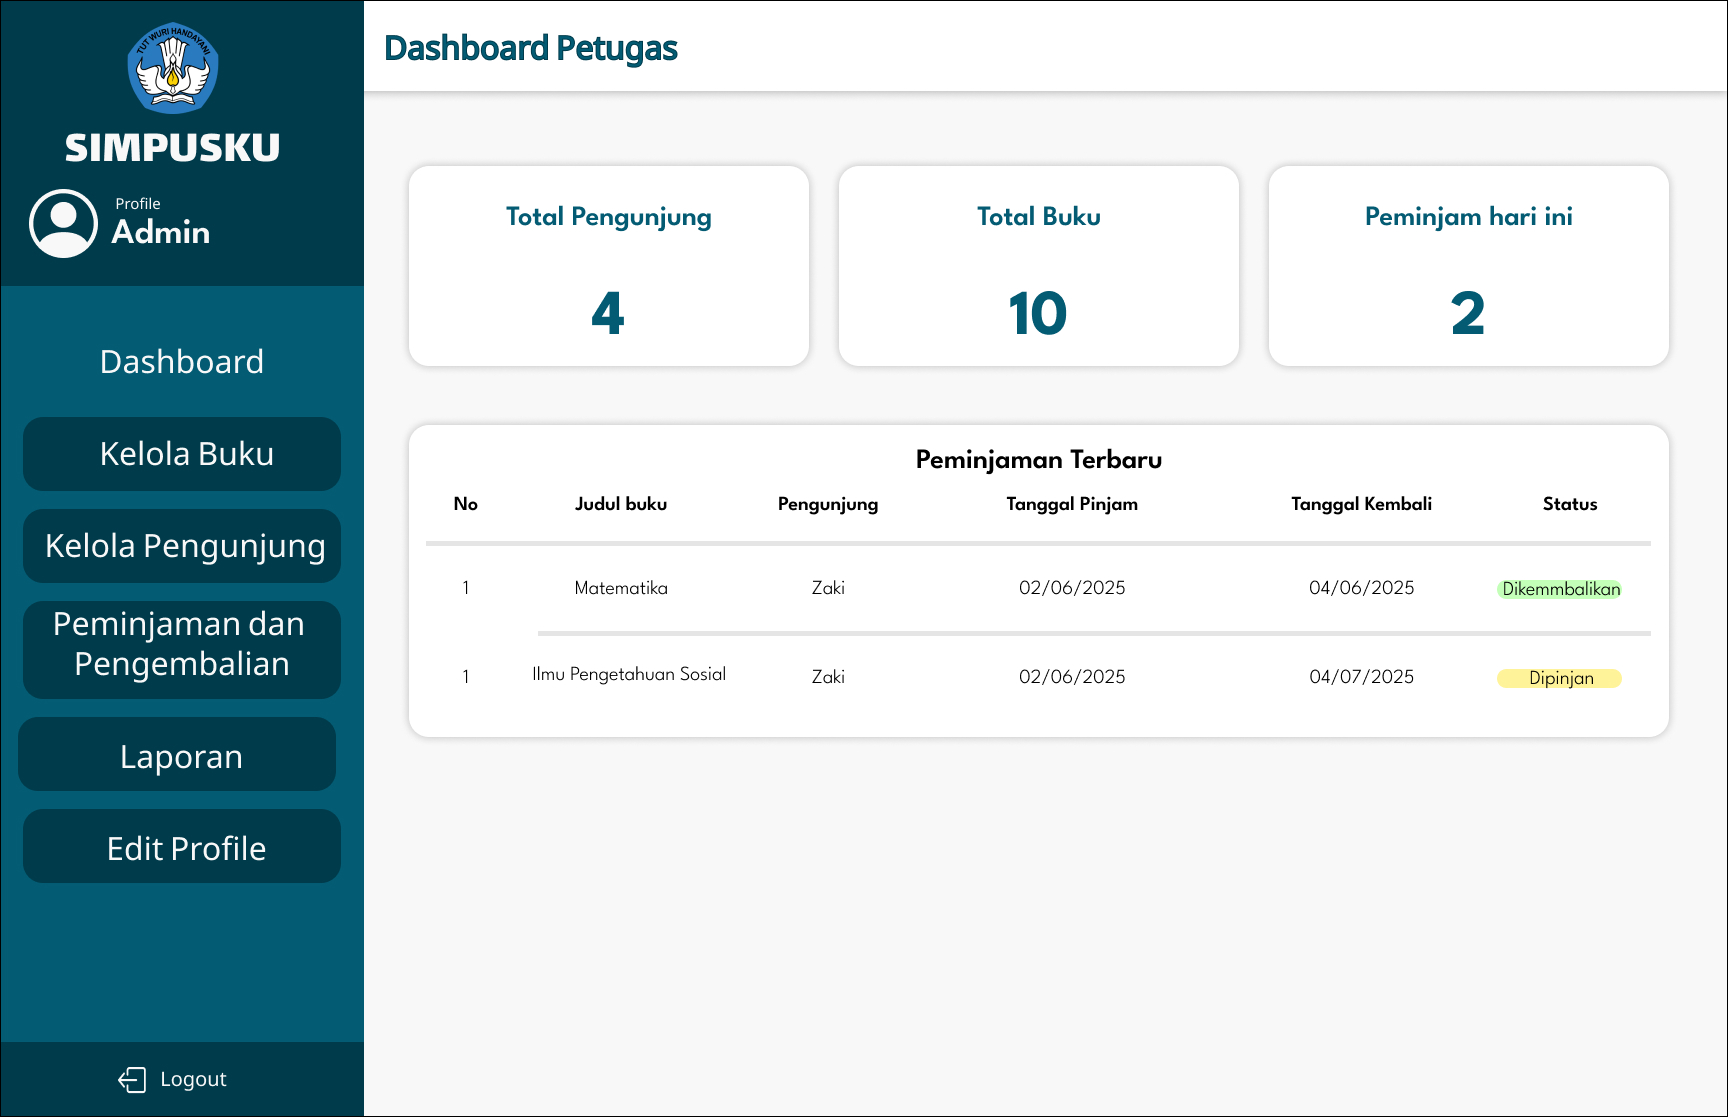 TUT WURI HANDAYANI
SIMPUSKU
Profile
Admin
Dashboard
Kelola Buku
Kelola Pengunjung
Peminjaman dan
Pengembalian
Laporan
Edit Profile
Logout
Dashboard Petugas
Total Pengunjung
4
Total Buku
10
Peminjam hari ini
2
Peminjaman Terbaru
No Judul buku Pengunjung Tanggal Pinjam Tanggal Kembali Status
1 Matematika Zaki 02/06/2025 04/06/2025 Dikemmbalikan
1 Ilmu Pengetahuan Sosial Zaki 02/06/2025 04/07/2025 Dipinjan